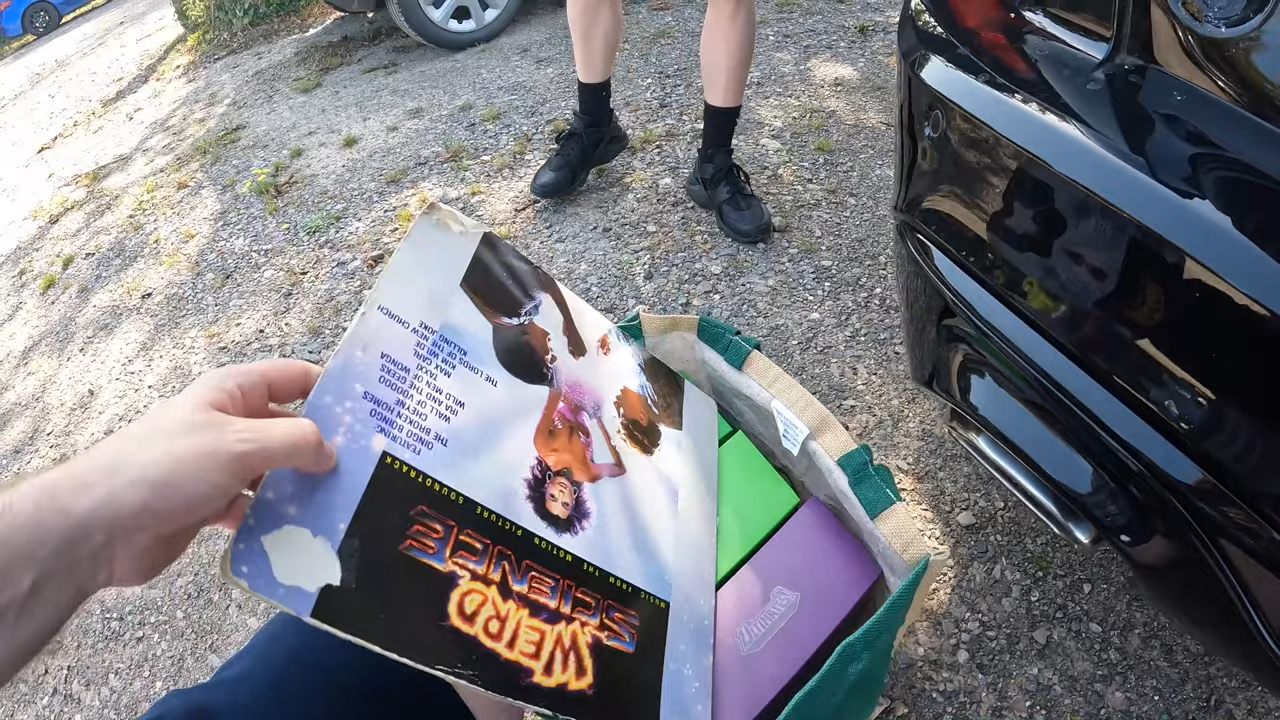 WEIRD
SCIENCE
MUSIC FROM THE MOTION PICTURE SOUNDTRACK
FEATURING:
OINGO BOINGO
THE BROKEN HOMES
CHEYNE
WALL OF VOODOO
IRA AND THE GEEKS
WILD MEN OF WONGA
TAXXI
MAX CARL
KIM WILDE
THE LORDS OF THE NEW CHURCH
KILLING JOKE
ULTIMATES!